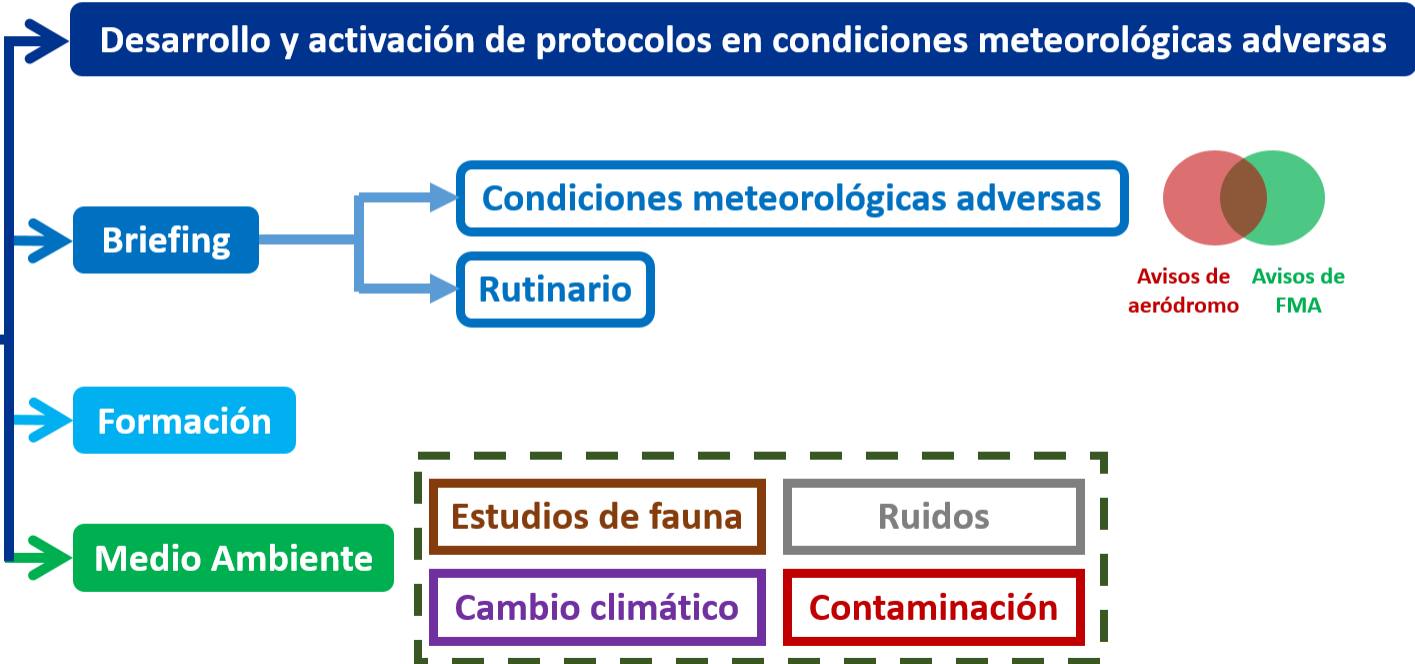 Desarrollo y activación de protocolos en condiciones meteorológicas adversas
Briefing
Condiciones meteorológicas adversas
Rutinario
Avisos de
aeródromo
Avisos de
FMA
Formación
Medio Ambiente
Estudios de fauna
Ruidos
Cambio climático
Contaminación